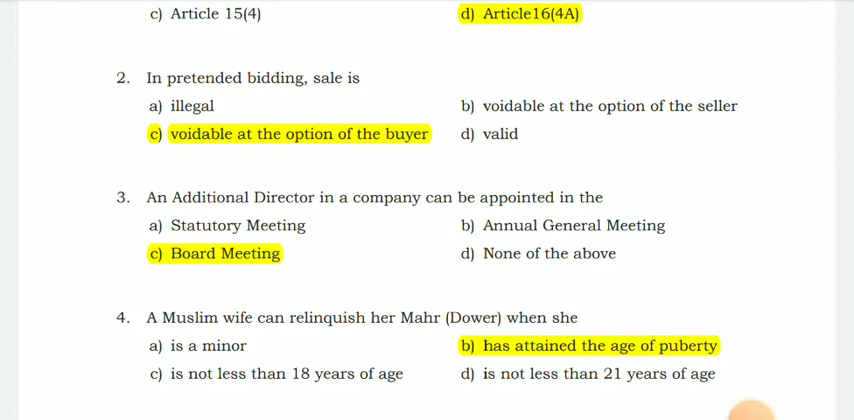 c) Article 15(4) d) Article16(4A)
2. In pretended bidding, sale is
a) illegal b) voidable at the option of the seller
c) voidable at the option of the buyer d) valid
3. An Additional Director in a company can be appointed in the
a) Statutory Meeting b) Annual General Meeting
c) Board Meeting d) None of the above
4. A Muslim wife can relinquish her Mahr (Dower) when she
a) is a minor b) has attained the age of puberty
c) is not less than 18 years of age d) is not less than 21 years of age